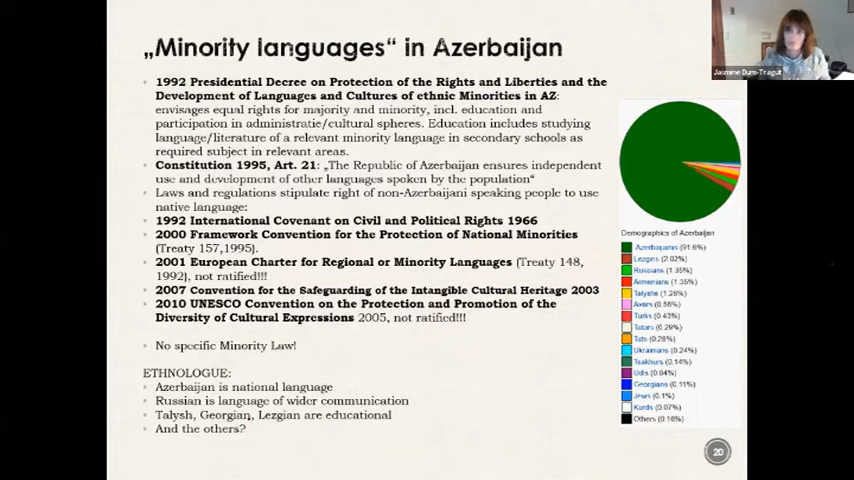 „Minority languages“ in Azerbaijan
1992 Presidential Decree on Protection of the Rights and Liberties and the
Development of Languages and Cultures of ethnic Minorities in AZ:
envisages equal rights for majority and minority, incl. education and
participation in administratie/cultural spheres. Education includes studying
language/literature of a relevant minority language in secondary schools as
required subject in relevant areas.
Constitution 1995, Art. 21: „The Republic of Azerbaijan ensures independent
use and development of other languages spoken by the population“
Laws and regulations stipulate right of non-Azerbaijani speaking people to use
native language:
1992 International Covenant on Civil and Political Rights 1966
2000 Framework Convention for the Protection of National Minorities
(Treaty 157,1995).
2001 European Charter for Regional or Minority Languages (Treaty 148,
1992), not ratified!!!
2007 Convention for the Safeguarding of the Intangible Cultural Heritage 2003
2010 UNESCO Convention on the Protection and Promotion of the
Diversity of Cultural Expressions 2005, not ratified!!!
No specific Minority Law!
ETHNOLOGUE:
Azerbaijan is national language
Russian is language of wider communication
Talysh, Georgian, Lezgian are educational
And the others?
Jasmine Dum-Tragut
Demographics of Azerbaijan
Azerbaijanis (91.6%)
Lezgins (2.02%)
Russians (1.35%)
Armenians (1.35%)
Talyshs (1.26%)
Avars (0.56%)
Turks (0.43%)
Tatars (0.29%)
Tats (0.28%)
Ukrainians (0.24%)
Tsakhurs (0.14%)
Udis (0.04%)
Georgians (0.11%)
Jews (0.1%)
Kurds (0.07%)
Others (0.16%)
20